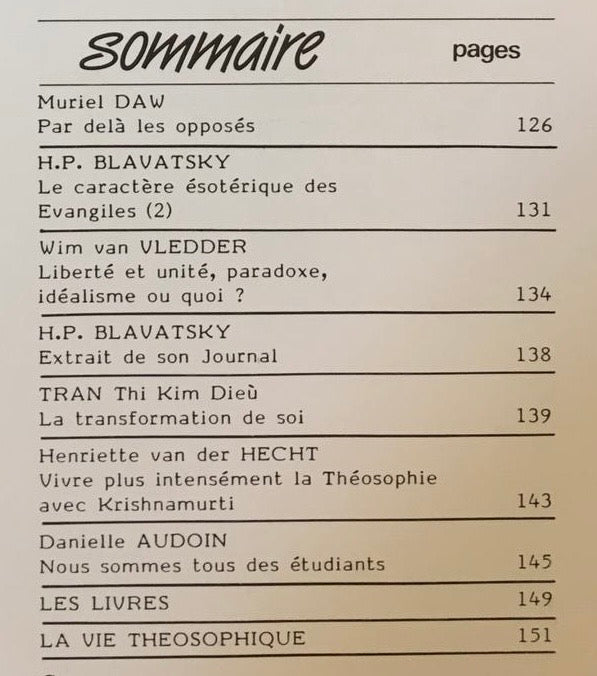 sommaire pages
Muriel DAW
Par delà les opposés 126
H.P. BLAVATSKY
Le caractère ésotérique des
Evangiles (2) 131
Wim van VLEDDER
Liberté et unité, paradoxe,
idéalisme ou quoi ? 134
H.P. BLAVATSKY
Extrait de son Journal 138
TRAN Thi Kim Dieù
La transformation de soi 139
Henriette van der HECHT
Vivre plus intensément la Théosophie
avec Krishnamurti 143
Danielle AUDOIN
Nous sommes tous des étudiants 145
LES LIVRES 149
LA VIE THEOSOPHIQUE 151